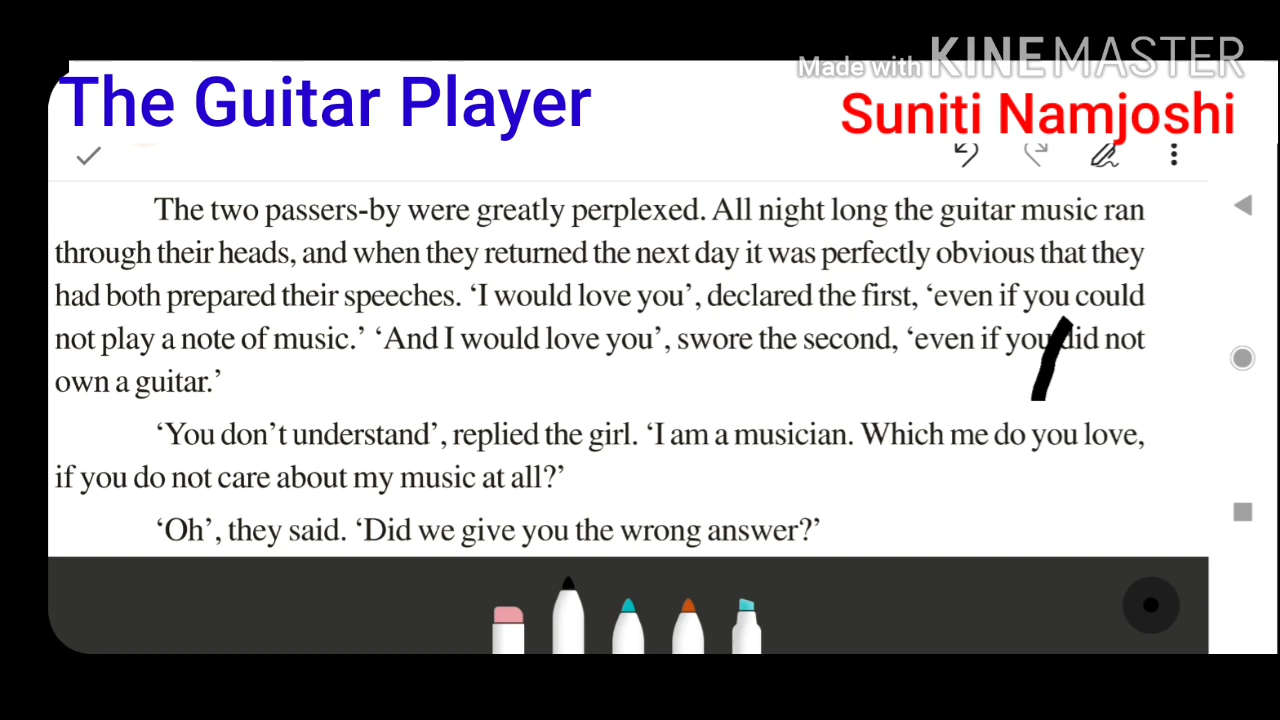 Made with KINEMASTER
The Guitar Player
Suniti Namjoshi
The two passers-by were greatly perplexed. All night long the guitar music ran
through their heads, and when they returned the next day it was perfectly obvious that they
had both prepared their speeches. ‘I would love you’, declared the first, ‘even if you could
not play a note of music.’ ‘And I would love you’, swore the second, ‘even if you did not
own a guitar.’
‘You don’t understand’, replied the girl. ‘I am a musician. Which me do you love,
if you do not care about my music at all?’
‘Oh’, they said. ‘Did we give you the wrong answer?’